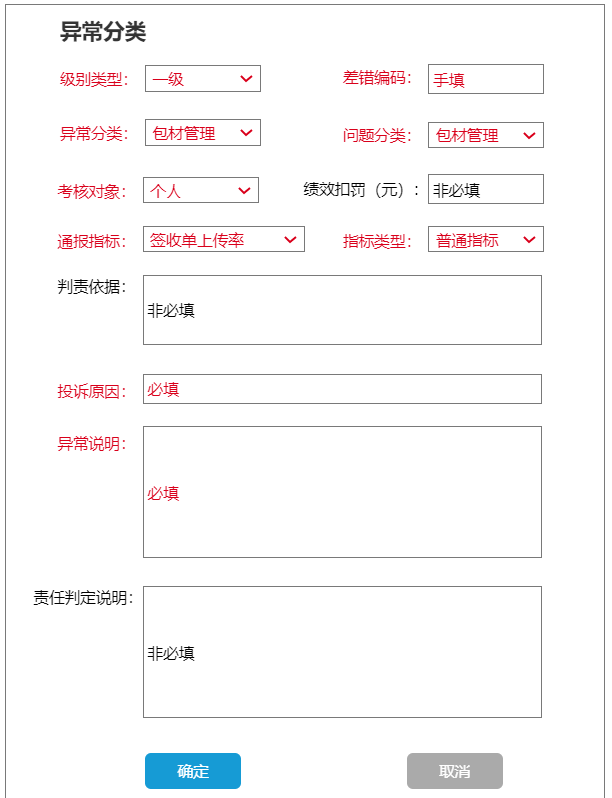 异常分类
级别类型： 一级 差错编码： 手填
异常分类： 包材管理 问题分类： 包材管理
考核对象： 个人 绩效扣罚（元）： 非必填
通报指标： 签收单上传率 指标类型： 普通指标
判责依据：
非必填
投诉原因： 必填
异常说明：
必填
责任判定说明：
非必填
确定 取消